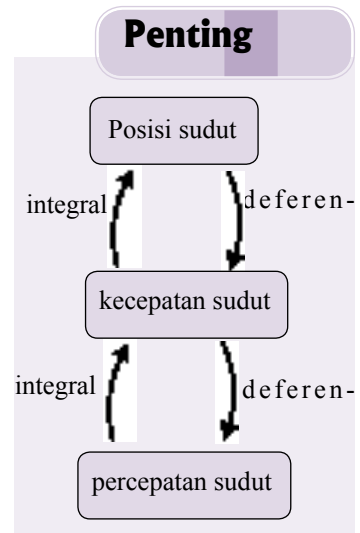 Penting
Posisi sudut
integral
deferen-
kecepatan sudut
integral
deferen-
percepatan sudut